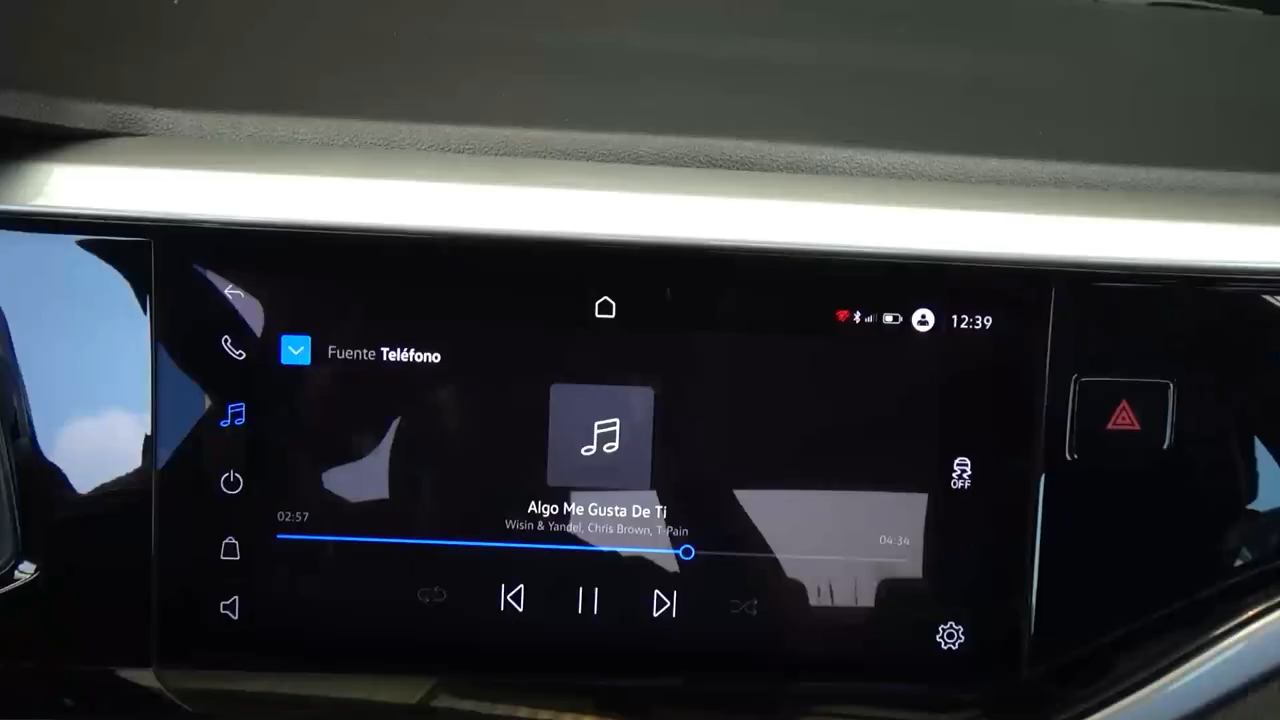 12:39
Fuente Teléfono
OFF
Algo Me Gusta De Ti
02:57
Wisin & Yandel, Chris Brown, T-Pain
04:34